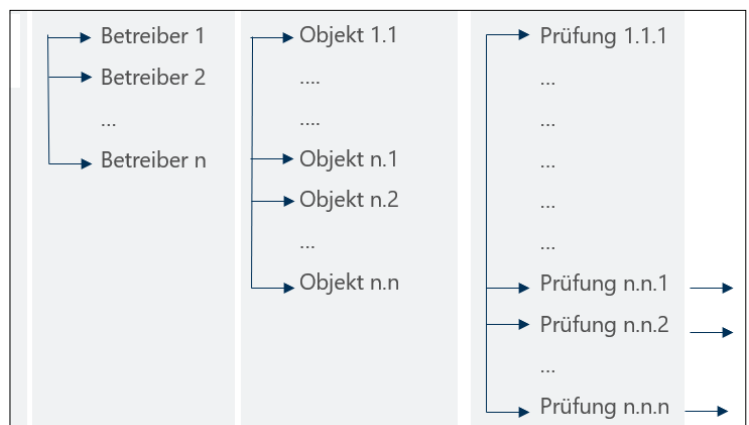 Betreiber 1
Betreiber 2
...
Betreiber n
Objekt 1.1
....
....
Objekt n.1
Objekt n.2
...
Objekt n.n
Prüfung 1.1.1
...
...
...
...
...
Prüfung n.n.1
Prüfung n.n.2
...
Prüfung n.n.n